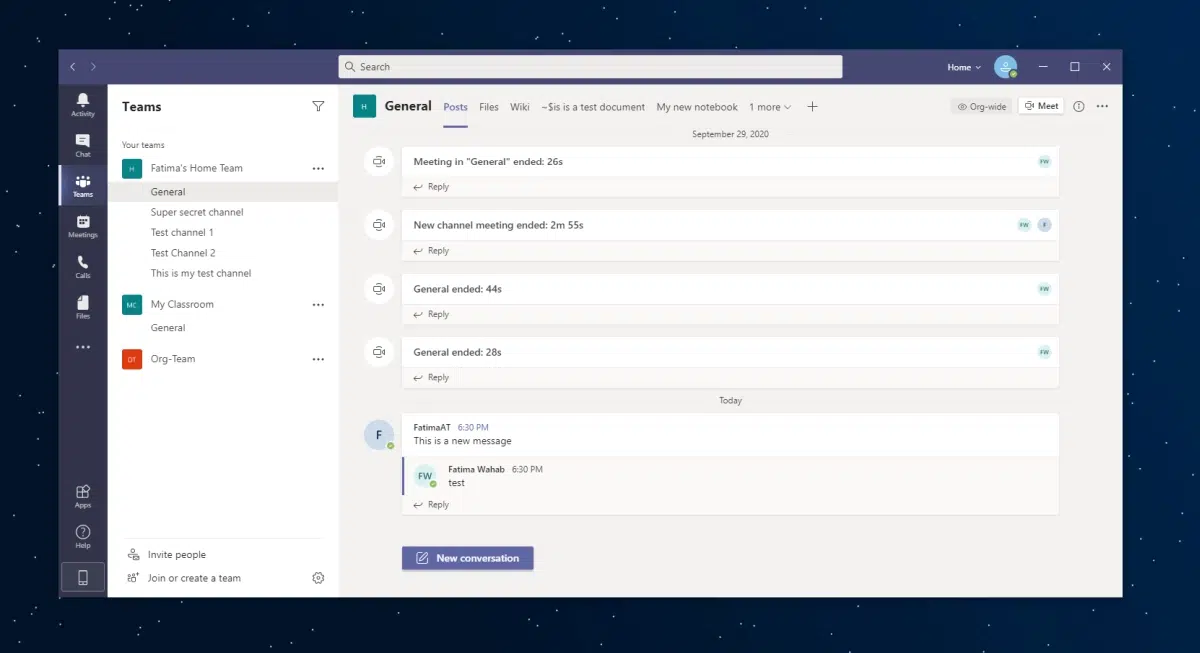 Search
Home
Activity
Chat
Teams
Meetings
Calls
Files
Apps
Help
Teams
Your teams
H Fatima's Home Team
General
Super secret channel
Test channel 1
Test Channel 2
This is my test channel
MC My Classroom
General
OT Org-Team
Invite people
Join or create a team
H General Posts Files Wiki ~$is is a test document My new notebook 1 more Org-wide Meet
September 29, 2020
Meeting in "General" ended: 26s FW
Reply
New channel meeting ended: 2m 55s FW F
Reply
General ended: 44s FW
Reply
General ended: 28s FW
Reply
Today
F FatimaAT 6:30 PM
This is a new message
FW Fatima Wahab 6:30 PM
test
Reply
New conversation